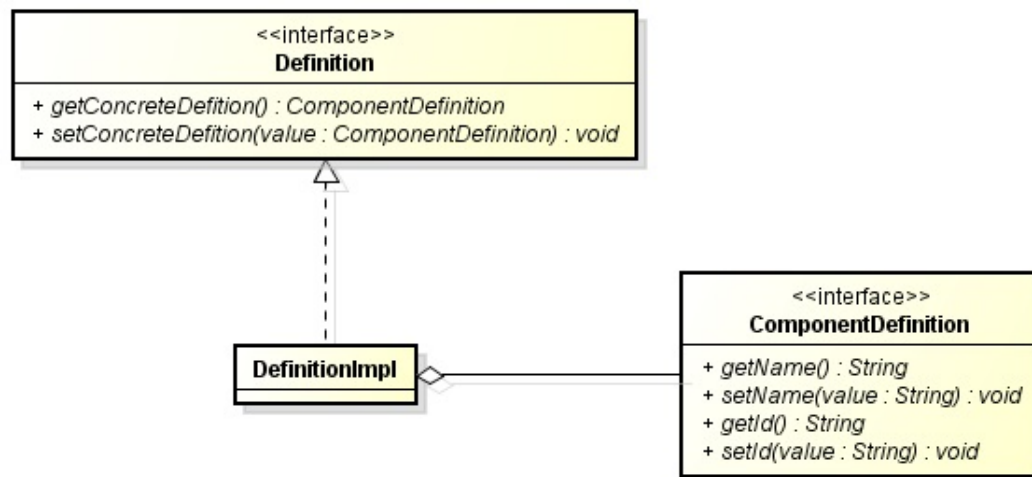 <<interface>>
Definition
+ getConcreteDefition() : ComponentDefinition
+ setConcreteDefition(value : ComponentDefinition) : void
DefinitionImpl
<<interface>>
ComponentDefinition
+ getName() : String
+ setName(value : String) : void
+ getId() : String
+ setId(value : String) : void